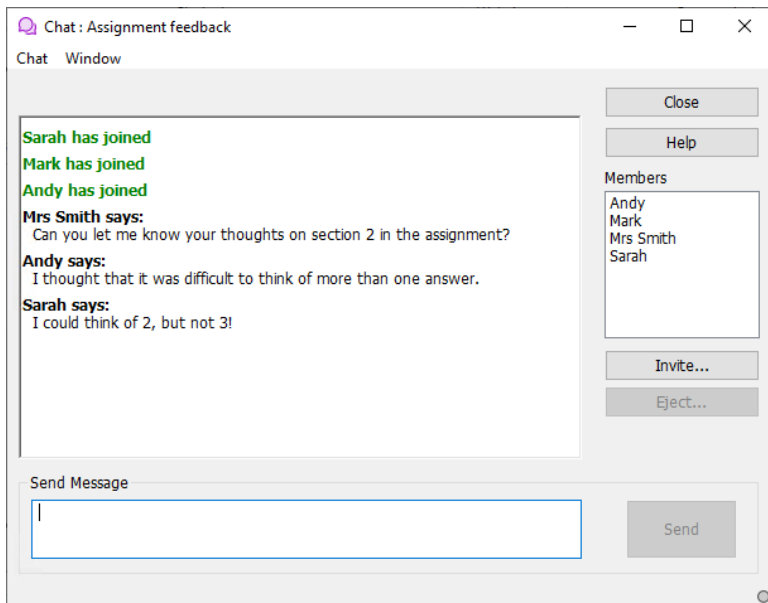 Chat : Assignment feedback
Chat Window
Close
Help
Sarah has joined
Mark has joined
Andy has joined
Mrs Smith says:
Can you let me know your thoughts on section 2 in the assignment?
Andy says:
I thought that it was difficult to think of more than one answer.
Sarah says:
I could think of 2, but not 3!
Members
Andy
Mark
Mrs Smith
Sarah
Invite...
Eject...
Send Message
Send